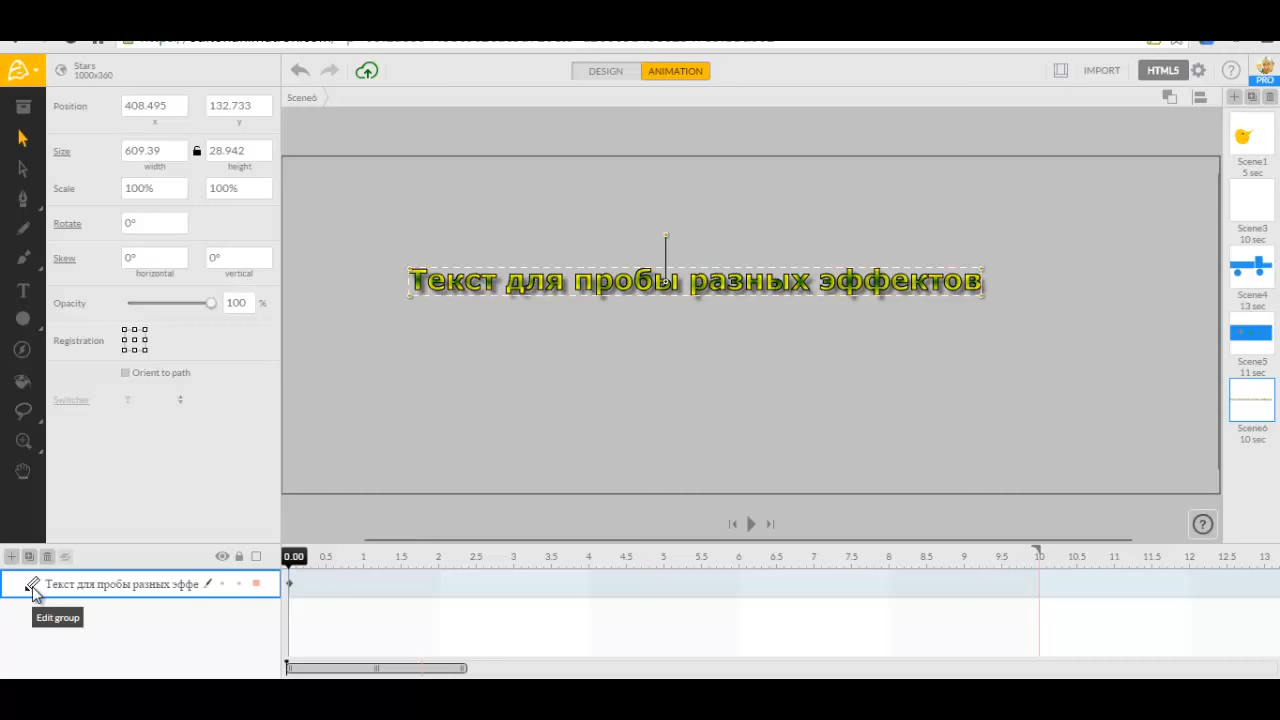 Stars
1000x360
DESIGN
ANIMATION
IMPORT
HTML5
?
PRO
Position
408.495
132.733
x
y
Scene6
Size
609.39
28.942
width
height
Scale
100%
100%
Rotate
0°
Skew
0°
0°
horizontal
vertical
Opacity
100
%
Registration
Orient to path
Switcher
T
Текст для пробы разных эффектов
Scene1
5 sec
Scene3
10 sec
Scene4
13 sec
Scene5
11 sec
Scene6
10 sec
?
0.00 0.5 1 1.5 2 2.5 3 3.5 4 4.5 5 5.5 6 6.5 7 7.5 8 8.5 9 9.5 10 10.5 11 11.5 12 12.5 13
Текст для пробы разных эффе
Edit group